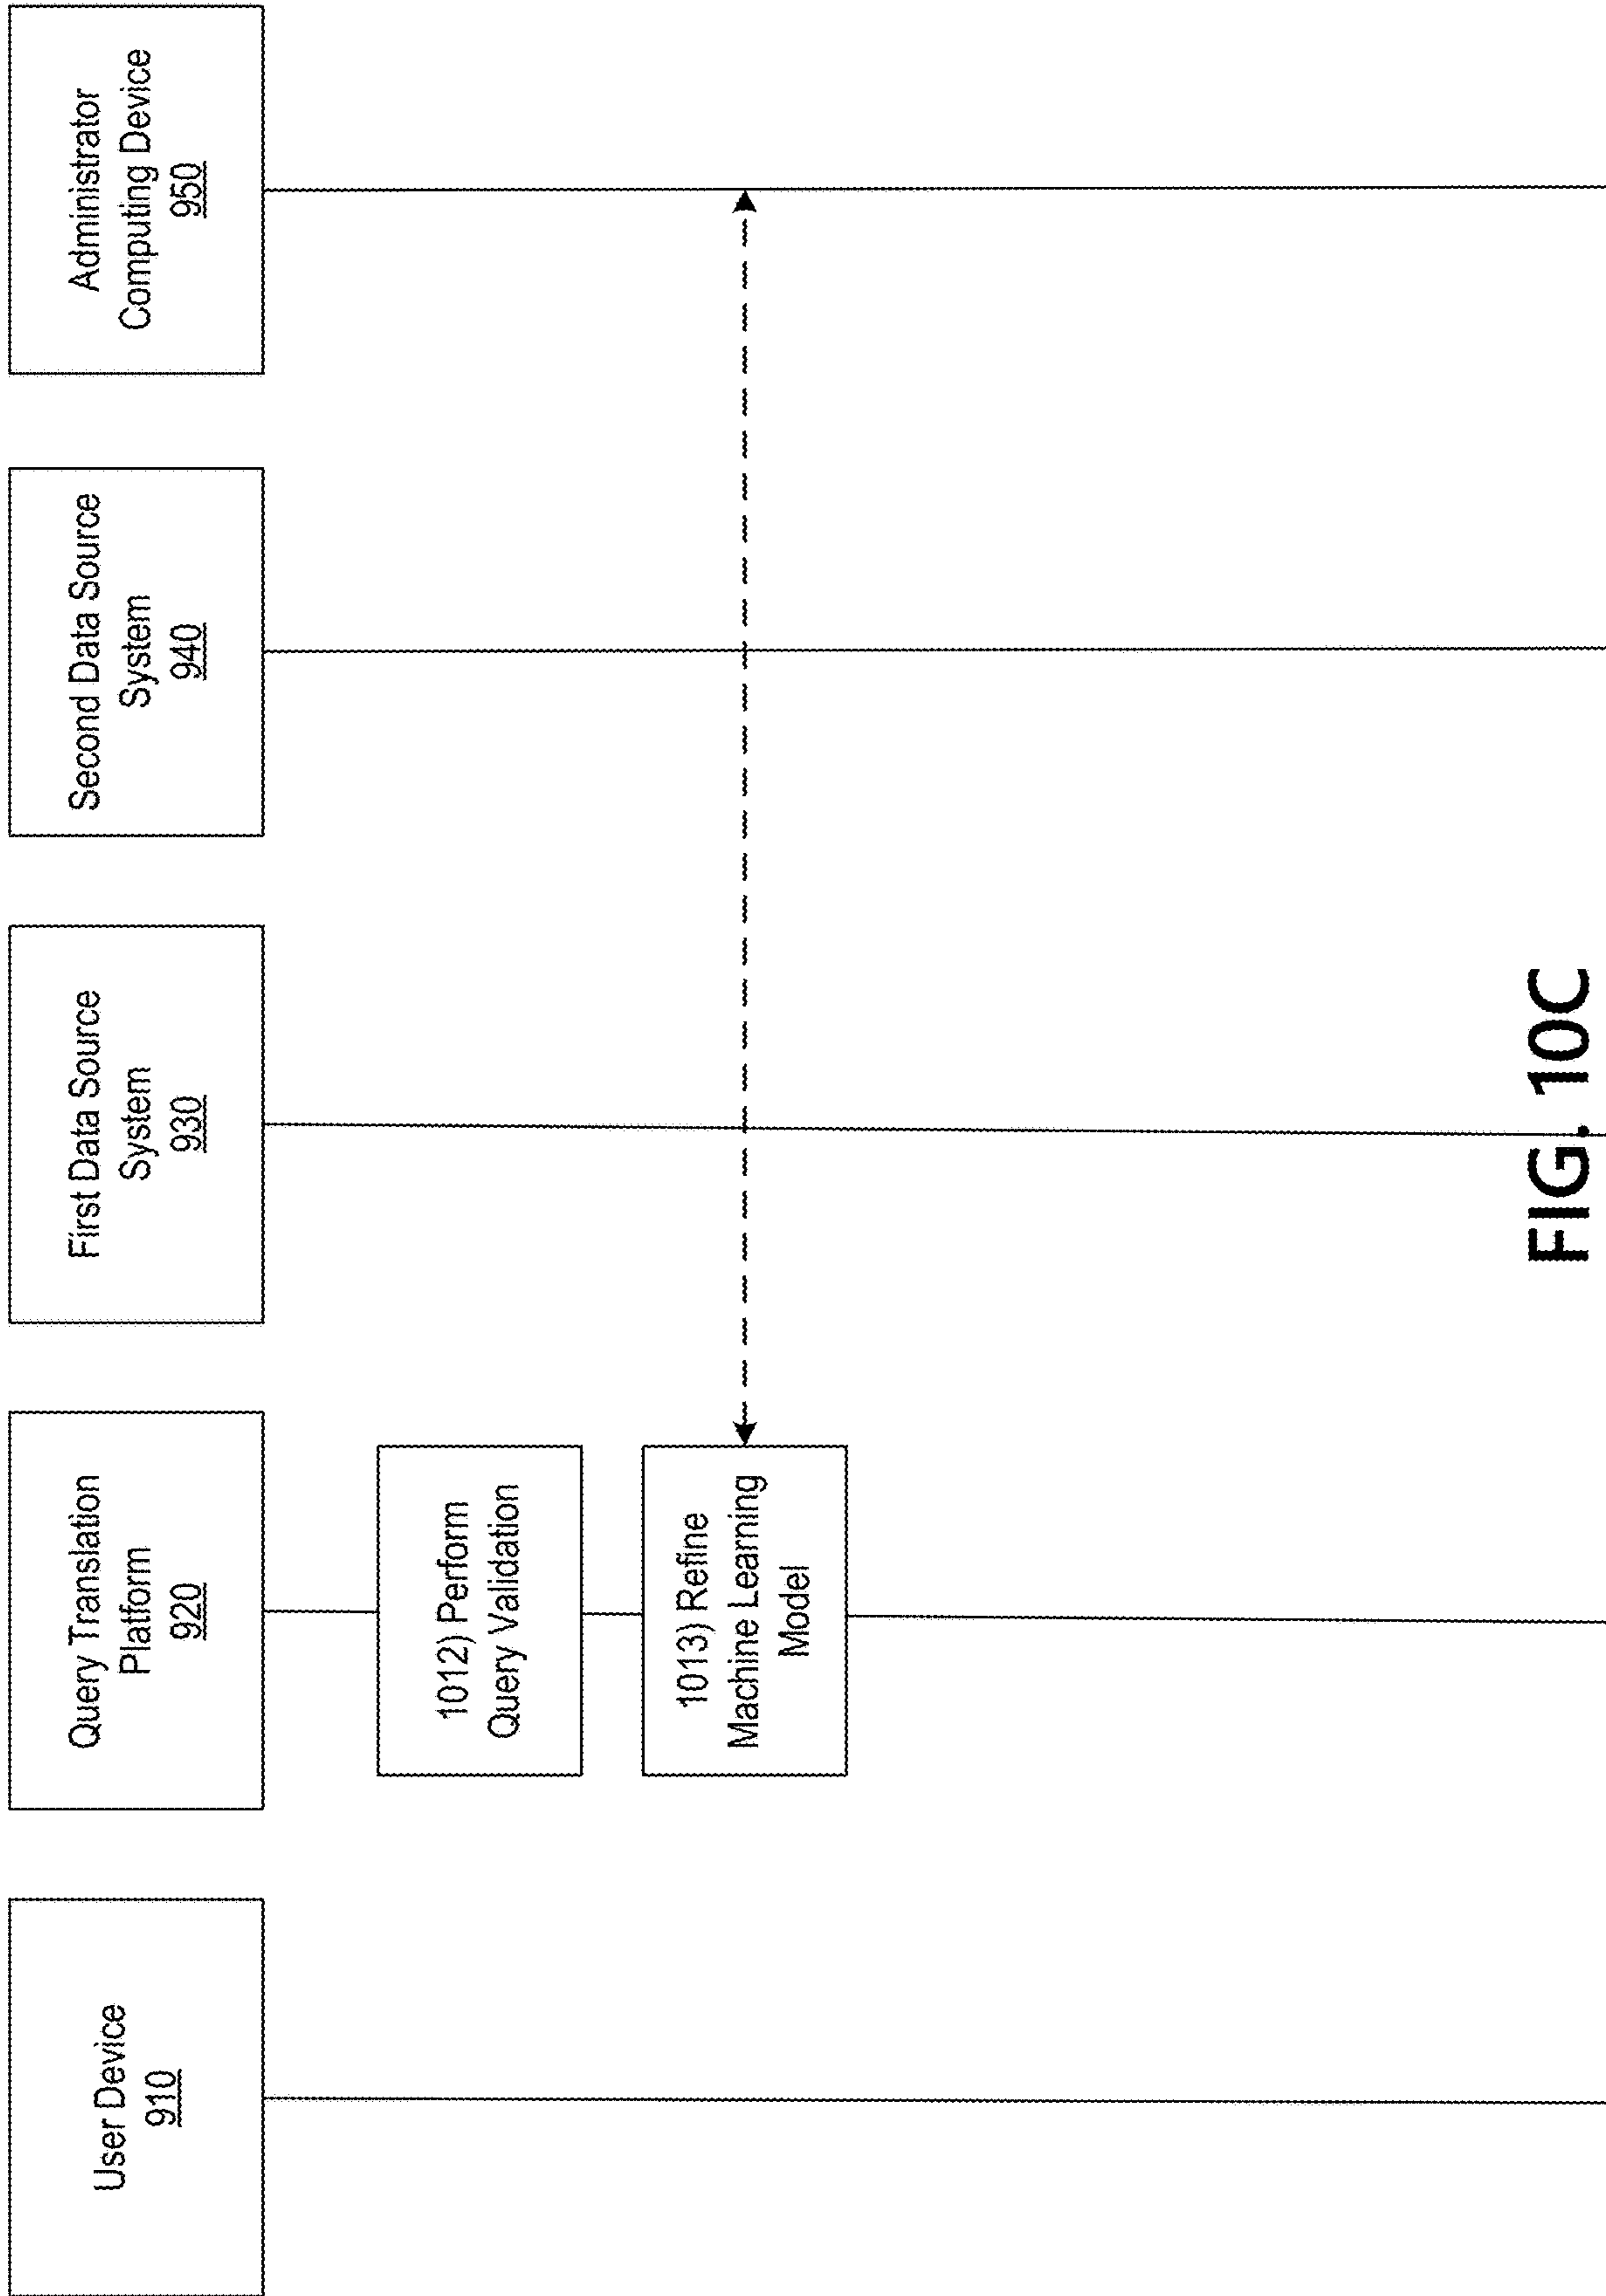 User Device
910
Query Translation
Platform
920
First Data Source
System
930
Second Data Source
System
940
Administrator
Computing Device
950
1012) Perform
Query Validation
1013) Refine
Machine Learning
Model
FIG. 10C